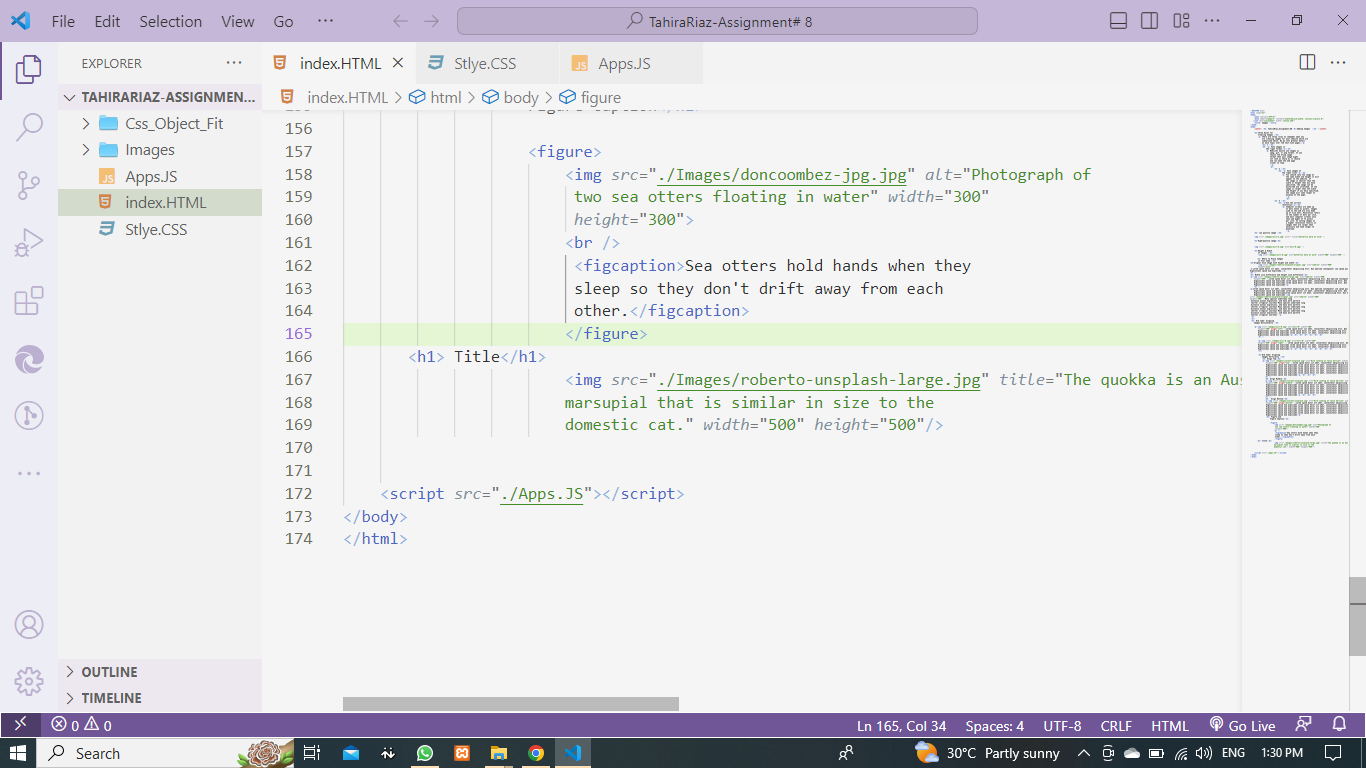 File Edit Selection View Go ··· TahiraRiaz-Assignment# 8
EXPLORER ··· index.HTML Stlye.CSS Apps.JS
TAHIRARIAZ-ASSIGNMEN...
index.HTML > html > body > figure
Css_Object_Fit
Images
Apps.JS
index.HTML
Stlye.CSS
156
157 <figure>
158 <img src="./Images/doncoombez-jpg.jpg" alt="Photograph of
159 two sea otters floating in water" width="300"
160 height="300">
161 <br />
162 <figcaption>Sea otters hold hands when they
163 sleep so they don't drift away from each
164 other.</figcaption>
165 </figure>
166 <h1> Title</h1>
167 <img src="./Images/roberto-unsplash-large.jpg" title="The quokka is an Aus
168 marsupial that is similar in size to the
169 domestic cat." width="500" height="500"/>
170
171
172 <script src="./Apps.JS"></script>
173 </body>
174 </html>
OUTLINE
TIMELINE
0 0 Ln 165, Col 34 Spaces: 4 UTF-8 CRLF HTML Go Live
Search 30°C Partly sunny ENG 1:30 PM